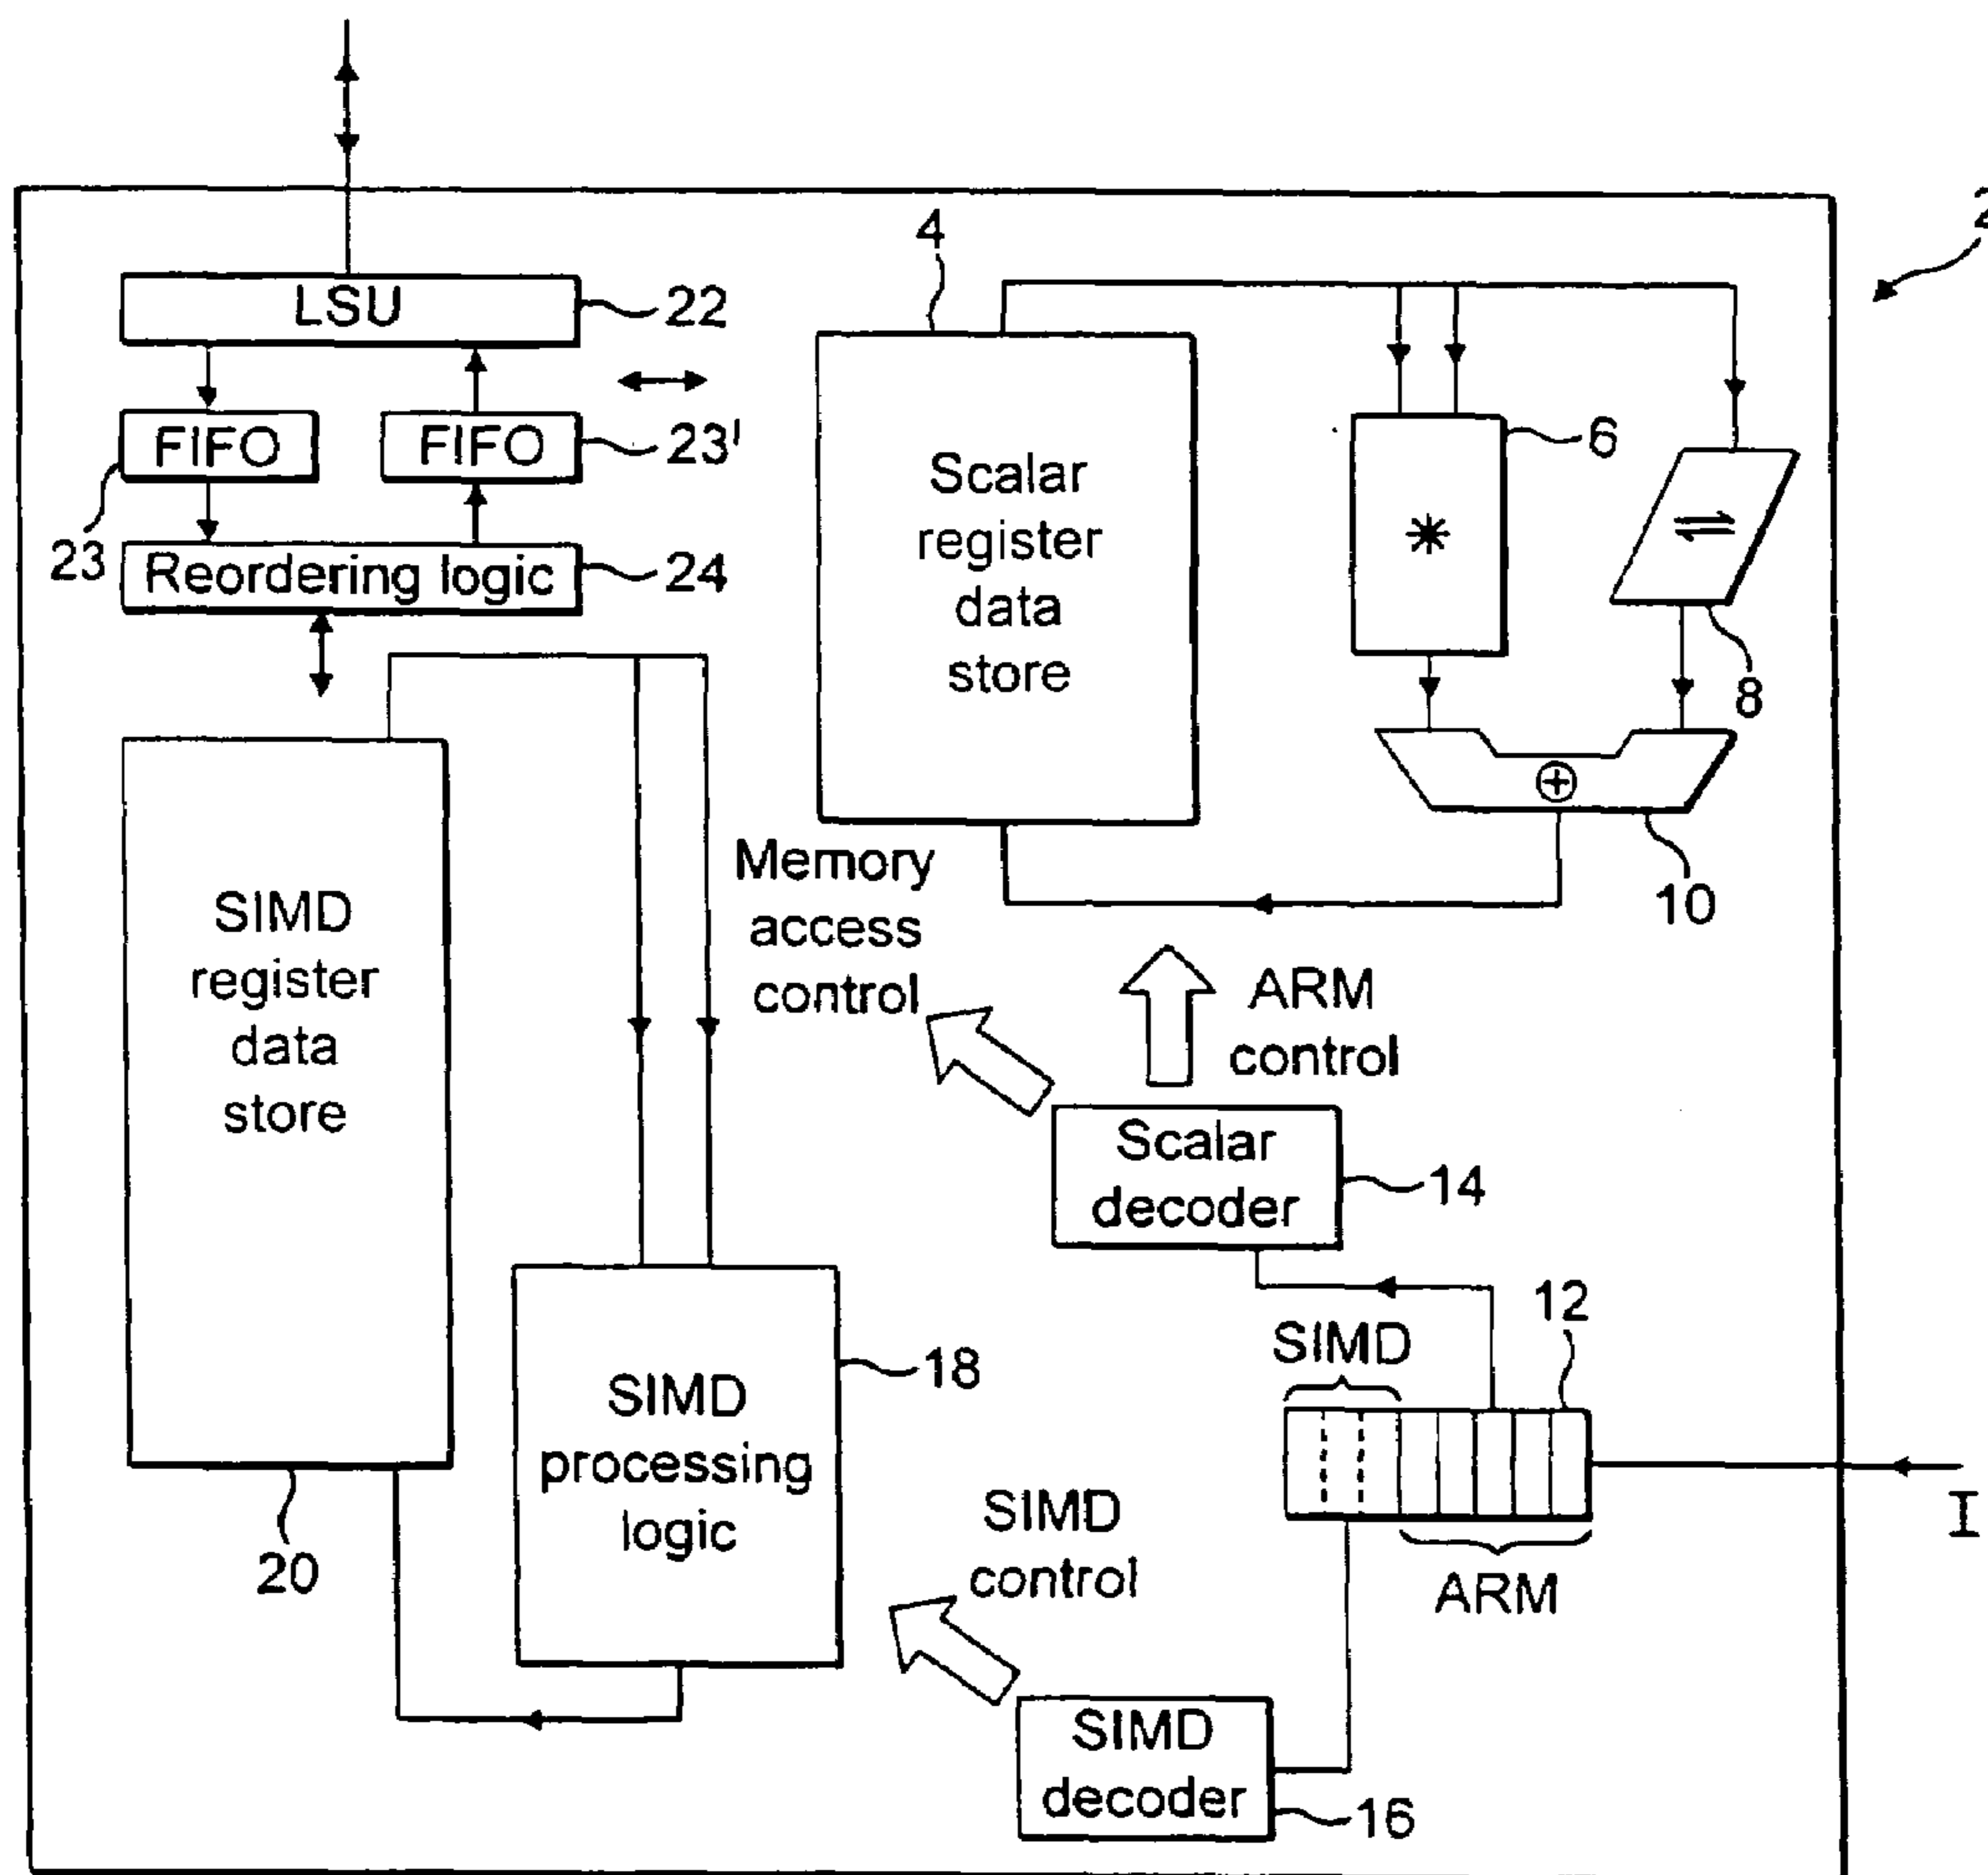 2
4
LSU
22
FIFO
FIFO
23'
6
Scalar
register
data
store
23
Reordering logic
24
8
⊕
10
Memory
access
control
SIMD
register
data
store
ARM
control
Scalar
decoder
14
12
SIMD
18
SIMD
processing
logic
SIMD
control
I
ARM
20
SIMD
decoder
16